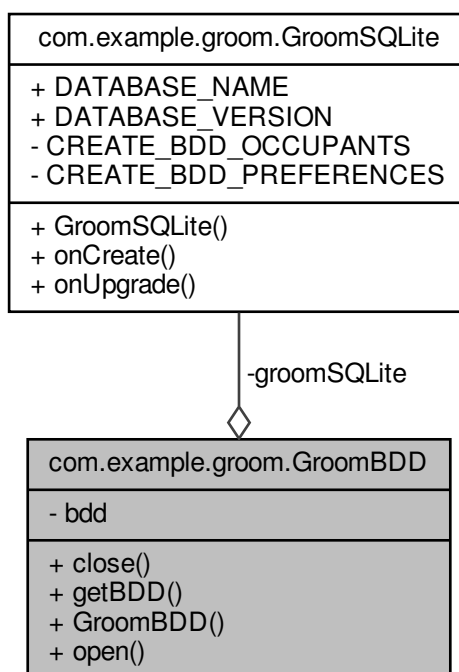 com.example.groom.GroomSQLite
+ DATABASE_NAME
+ DATABASE_VERSION
- CREATE_BDD_OCCUPANTS
- CREATE_BDD_PREFERENCES
+ GroomSQLite()
+ onCreate()
+ onUpgrade()
-groomSQLite
com.example.groom.GroomBDD
- bdd
+ close()
+ getBDD()
+ GroomBDD()
+ open()